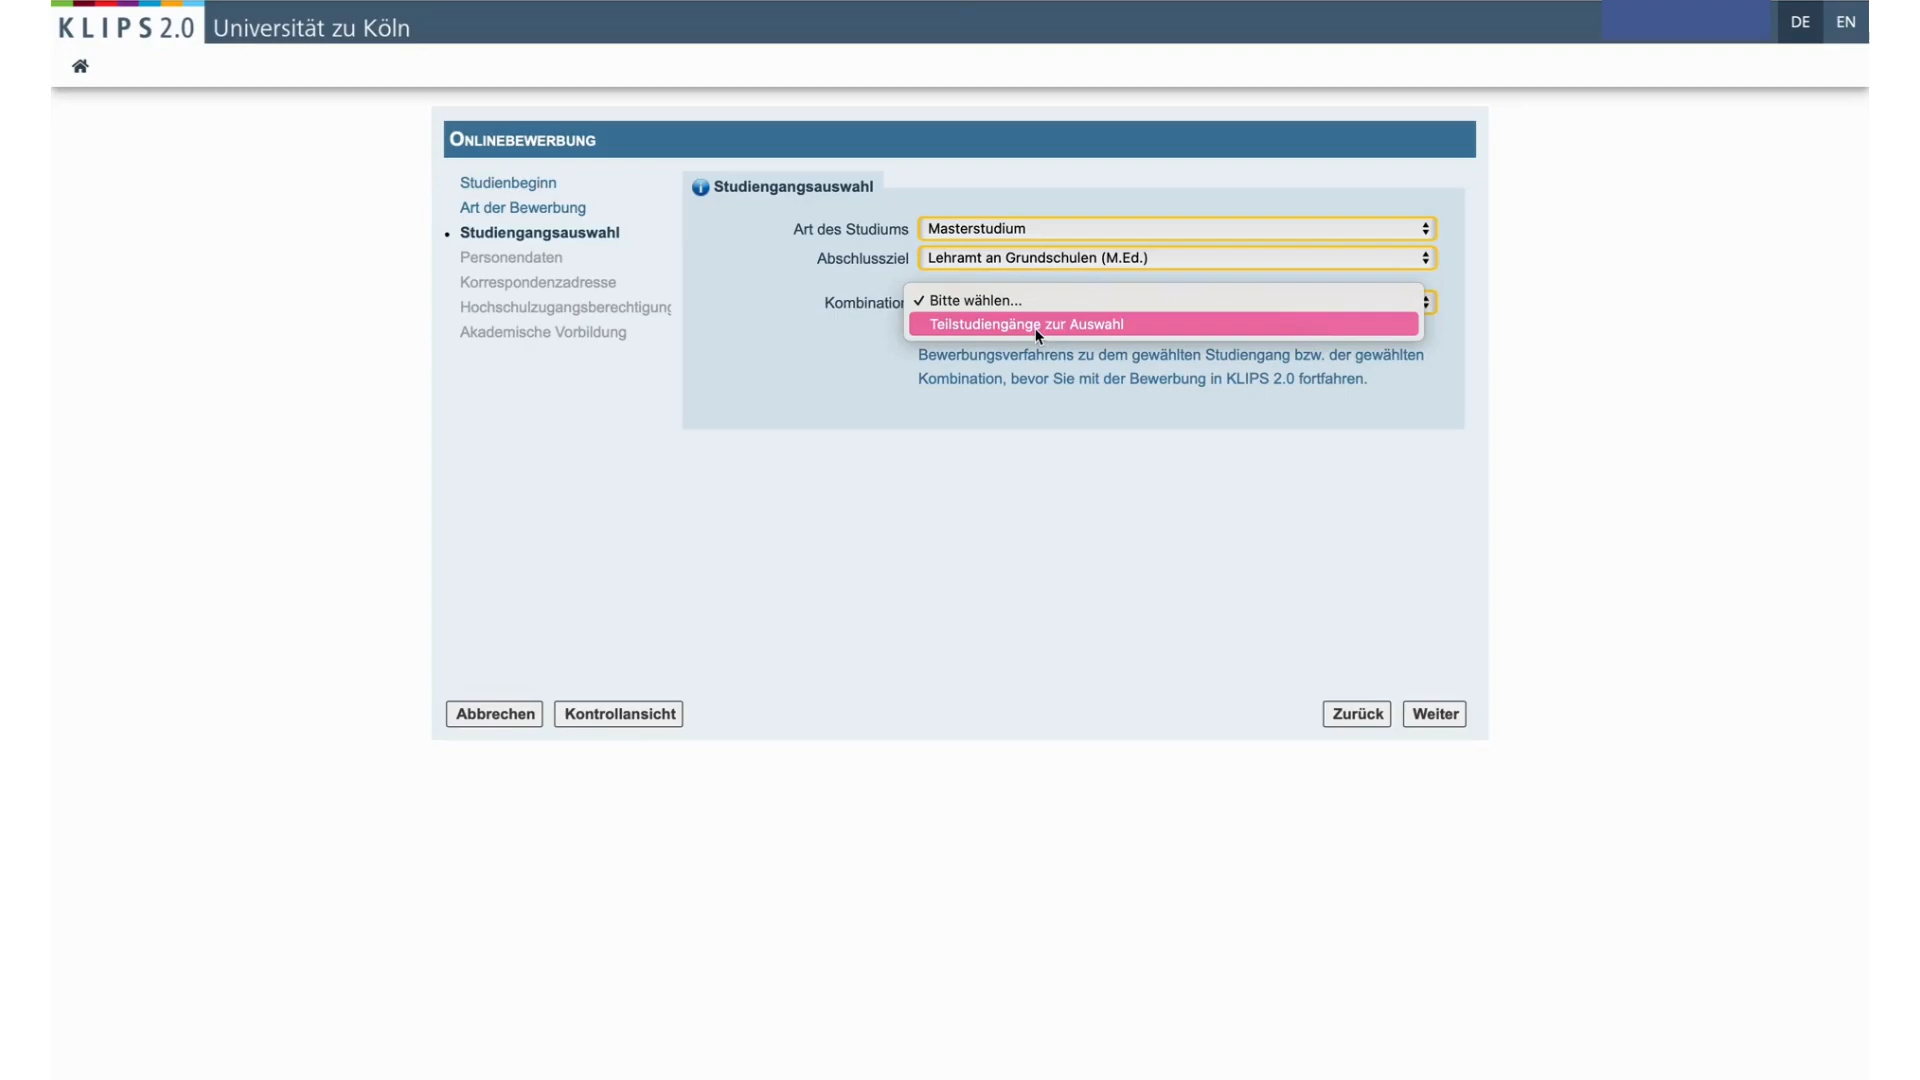 KLIPS 2.0 Universität zu Köln DE EN
ONLINEBEWERBUNG
Studienbeginn
Art der Bewerbung
Studiengangsauswahl
Personendaten
Korrespondenzadresse
Hochschulzugangsberechtigung
Akademische Vorbildung
Studiengangsauswahl
Art des Studiums Masterstudium
Abschlussziel Lehramt an Grundschulen (M.Ed.)
Kombination
✓ Bitte wählen...
Teilstudiengänge zur Auswahl
Bewerbungsverfahrens zu dem gewählten Studiengang bzw. der gewählten
Kombination, bevor Sie mit der Bewerbung in KLIPS 2.0 fortfahren.
Abbrechen Kontrollansicht Zurück Weiter